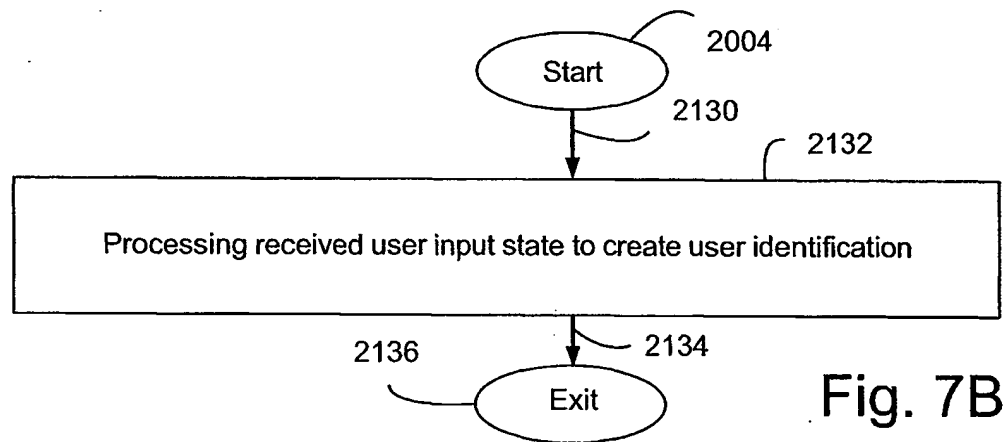 2004
Start
2130
2132
Processing received user input state to create user identification
2134
2136
Exit
Fig. 7B